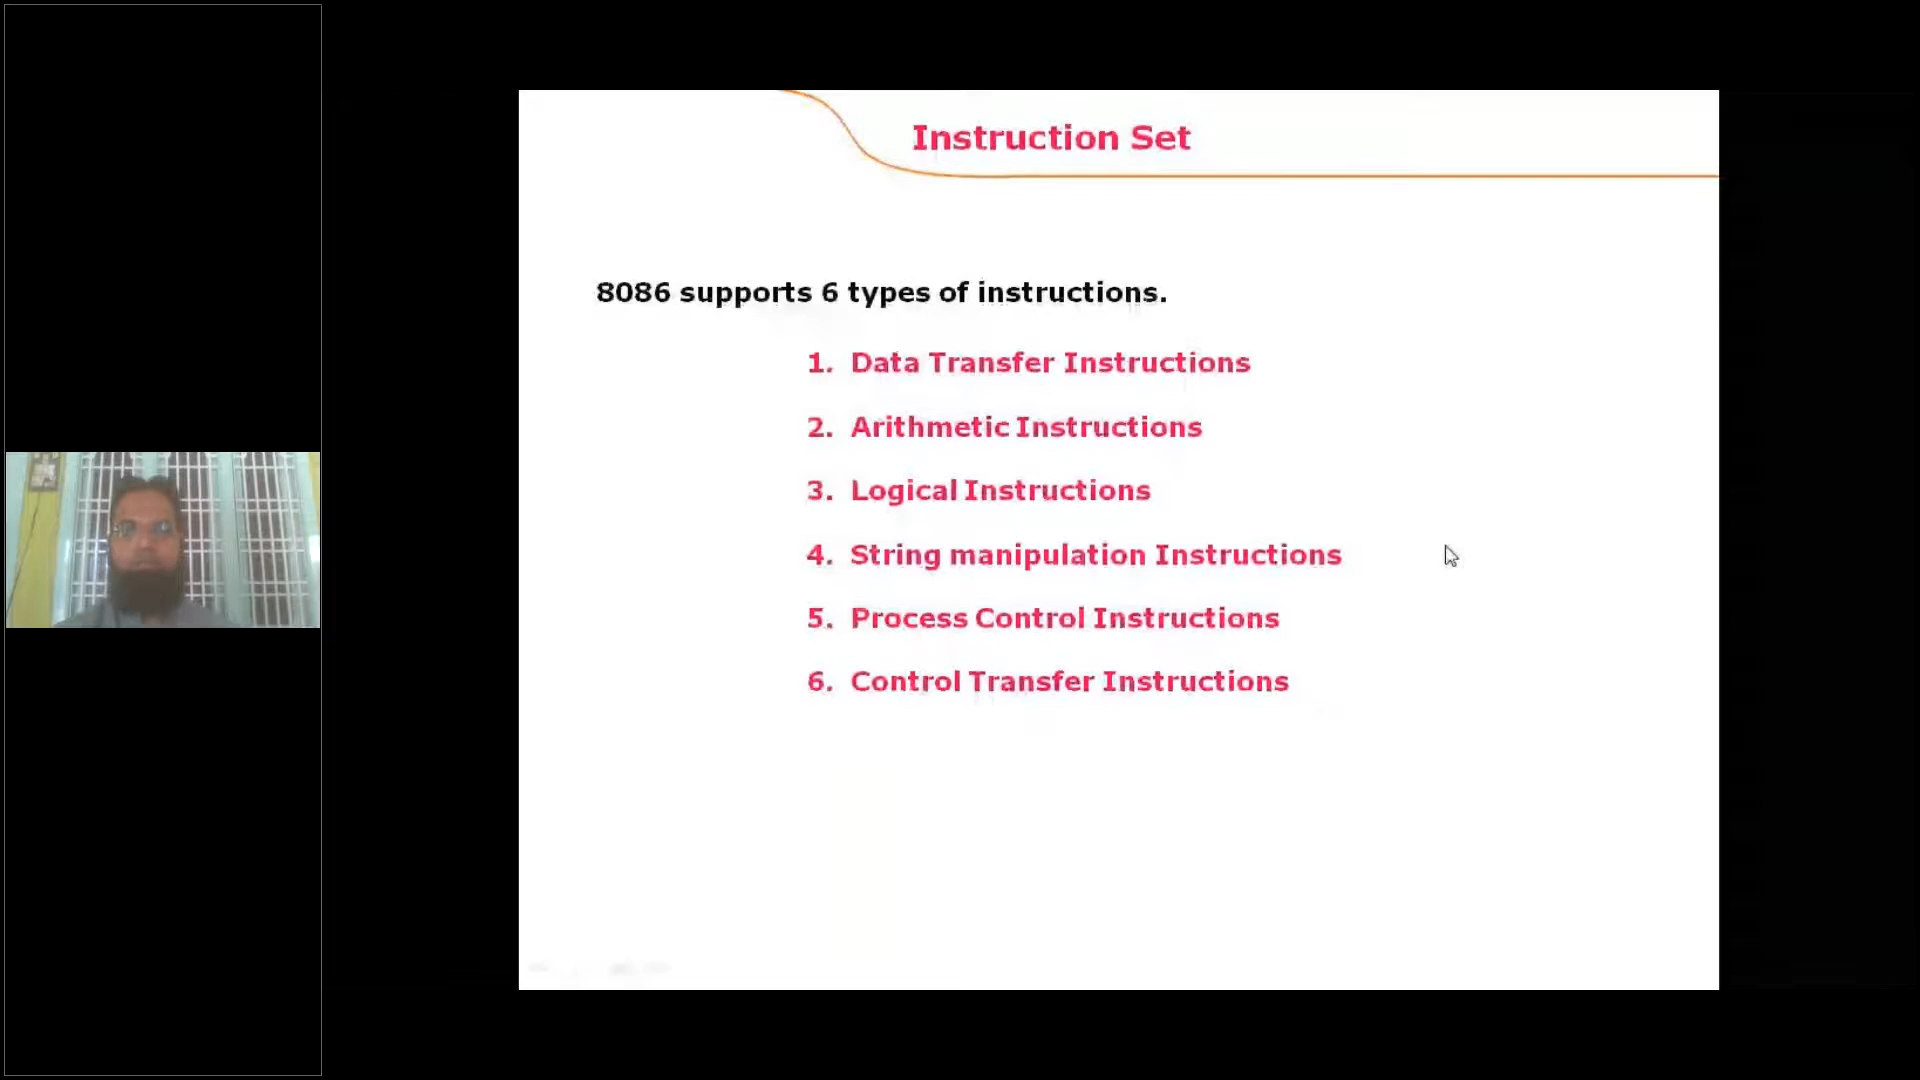 Instruction Set
8086 supports 6 types of instructions.
1. Data Transfer Instructions
2. Arithmetic Instructions
3. Logical Instructions
4. String manipulation Instructions
5. Process Control Instructions
6. Control Transfer Instructions